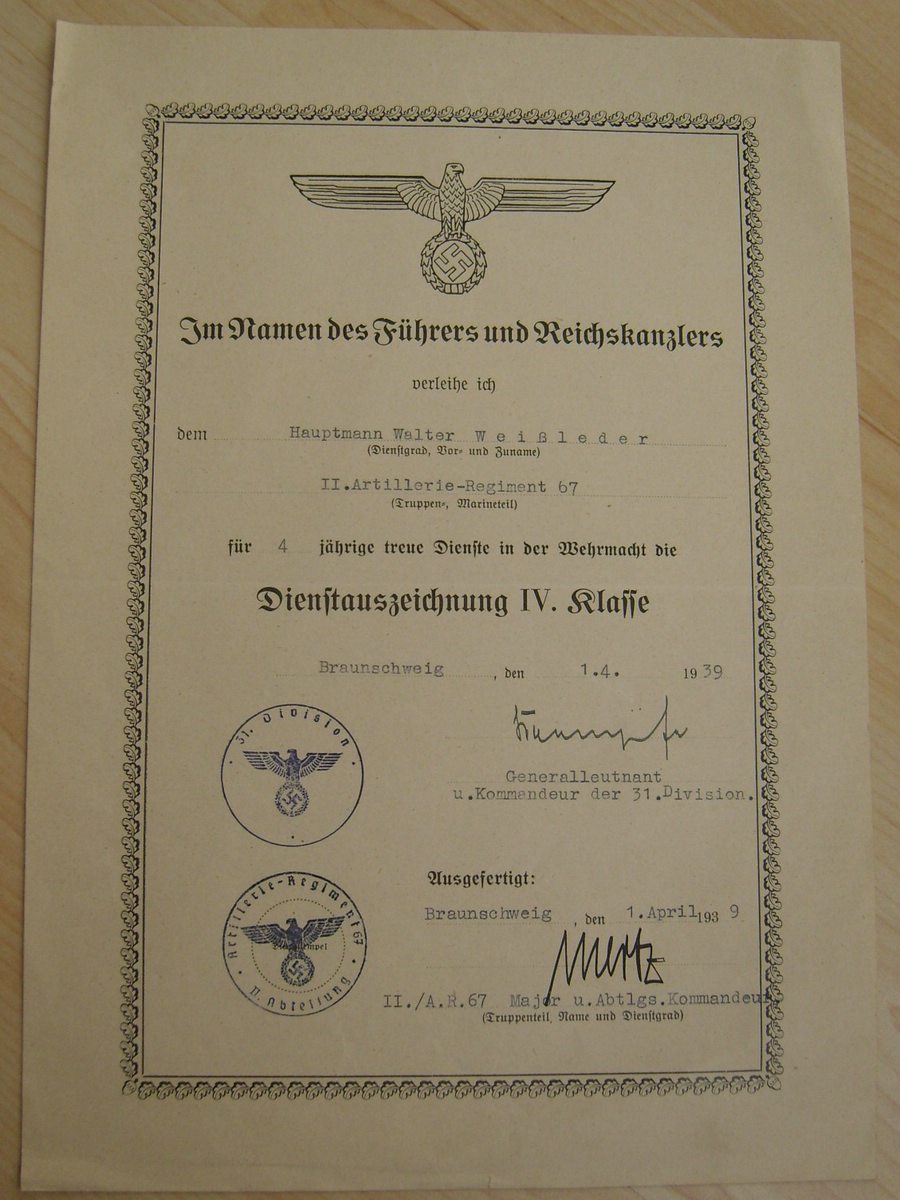 Im Namen des Führers und Reichskanzlers
verleihe ich
dem Hauptmann Walter W e i ß l e d e r
(Dienstgrad, Vor- und Zuname)
II.Artillerie-Regiment 67
(Truppen-, Marineteil)
für 4 jährige treue Dienste in der Wehrmacht die
Dienstauszeichnung IV. Klasse
Braunschweig, den 1.4. 1939
31. Division
Generalleutnant
u.Kommandeur der 31.Division.
Ausgefertigt:
Braunschweig, den 1.April 1939
Artillerie-Regiment 67
II. Abteilung
Dienststempel
Mertz
II./A.R.67 Major u.Abtlgs.Kommandeur
(Truppenteil, Name und Dienstgrad)